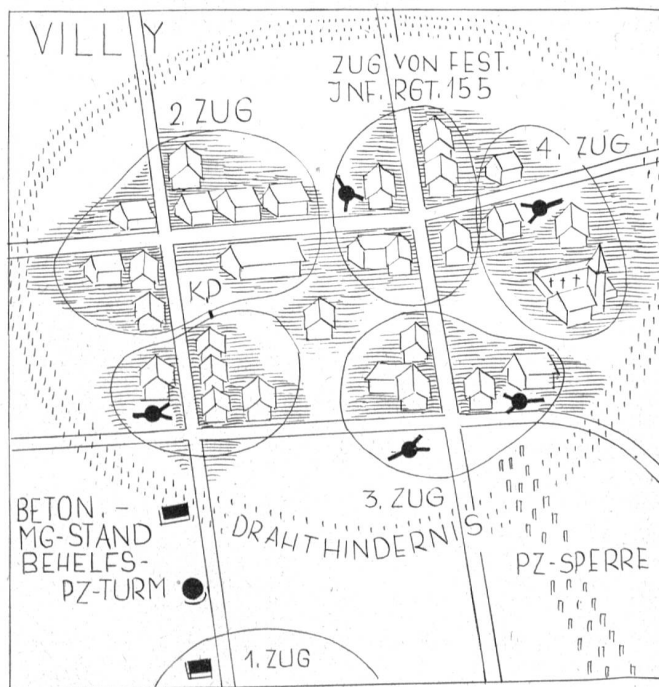 VILLY
ZUG VON FEST.
JNF. RGT. 155
2. ZUG
4. ZUG
KP
3. ZUG
BETON. -
MG-STAND
BEHELFS-
PZ-TURM
DRAHTHINDERNIS
PZ-SPERRE
1. ZUG